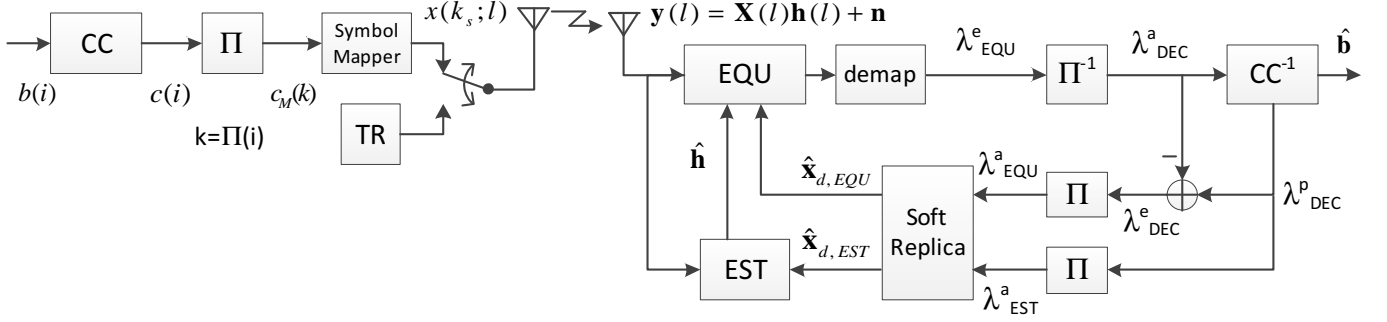 x(k_s; l)
y(l) = X(l)h(l) + n
CC
Π
Symbol Mapper
EQU
demap
λ^e_EQU
Π^-1
λ^a_DEC
CC^-1
b̂
b(i)
c(i)
c_M(k)
k=Π(i)
TR
ĥ
x̂_d,EQU
Soft Replica
λ^a_EQU
Π
λ^e_DEC
−
λ^p_DEC
EST
x̂_d,EST
λ^a_EST
Π